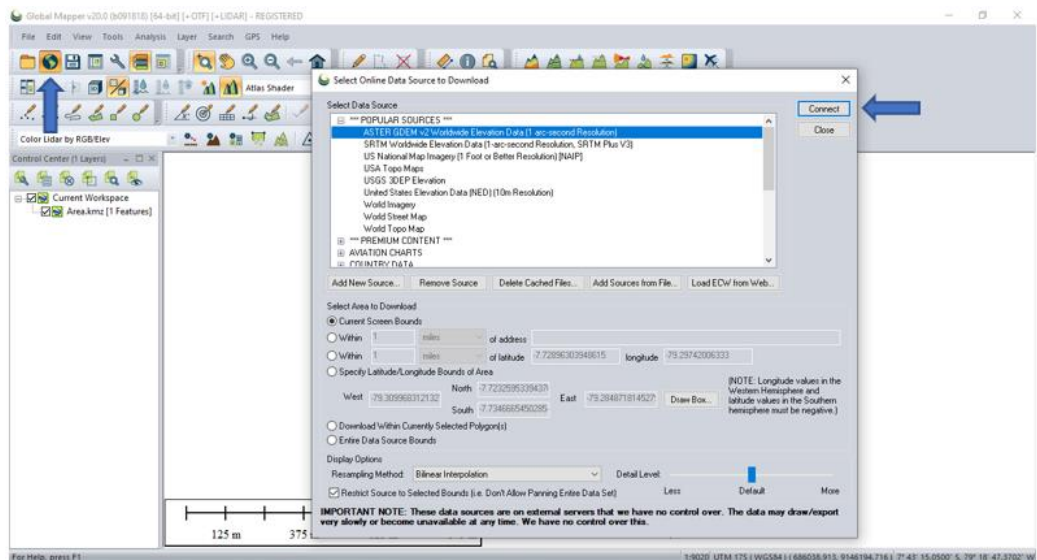 Global Mapper v20.0 (b091818) [64-bit] [+OTF] [+LIDAR] - REGISTERED
File Edit View Tools Analysis Layer Search GPS Help
Atlas Shader
Color Lidar by RGB/Elev
Control Center (1 Layers)
Current Workspace
Area.kmz [1 Features]
Select Online Data Source to Download
Select Data Source
*** POPULAR SOURCES ***
ASTER GDEM v2 Worldwide Elevation Data (1 arc-second Resolution)
SRTM Worldwide Elevation Data (1-arc-second Resolution, SRTM Plus V3)
US National Map Imagery (1 Foot or Better Resolution) [NAIP]
USA Topo Maps
USGS 3DEP Elevation
United States Elevation Data (NED) (10m Resolution)
World Imagery
World Street Map
World Topo Map
*** PREMIUM CONTENT ***
AVIATION CHARTS
COUNTRY DATA
Connect
Close
Add New Source... Remove Source Delete Cached Files... Add Sources from File... Load ECW from Web...
Select Area to Download
Current Screen Bounds
Within 1 miles of address
Within 1 miles of latitude -7.72896303948615 longitude -79.29742006333
Specify Latitude/Longitude Bounds of Area
North -7.7232595339437
West -79.309968312132 East -79.284871814527 Draw Box...
South -7.7346665450285
(NOTE: Longitude values in the
Western Hemisphere and
latitude values in the Southern
hemisphere must be negative.)
Download Within Currently Selected Polygon(s)
Entire Data Source Bounds
Display Options
Resampling Method: Bilinear Interpolation Detail Level:
Less Default More
Restrict Source to Selected Bounds (i.e. Don't Allow Panning Entire Data Set)
IMPORTANT NOTE: These data sources are on external servers that we have no control over. The data may draw/export
very slowly or become unavailable at any time. We have no control over this.
125 m 375
For Help, press F1
1:9020 UTM 17S (WGS84) ( 686038.913, 9146194.716 ) 7° 43' 15.0500" S, 79° 18' 47.3702" W